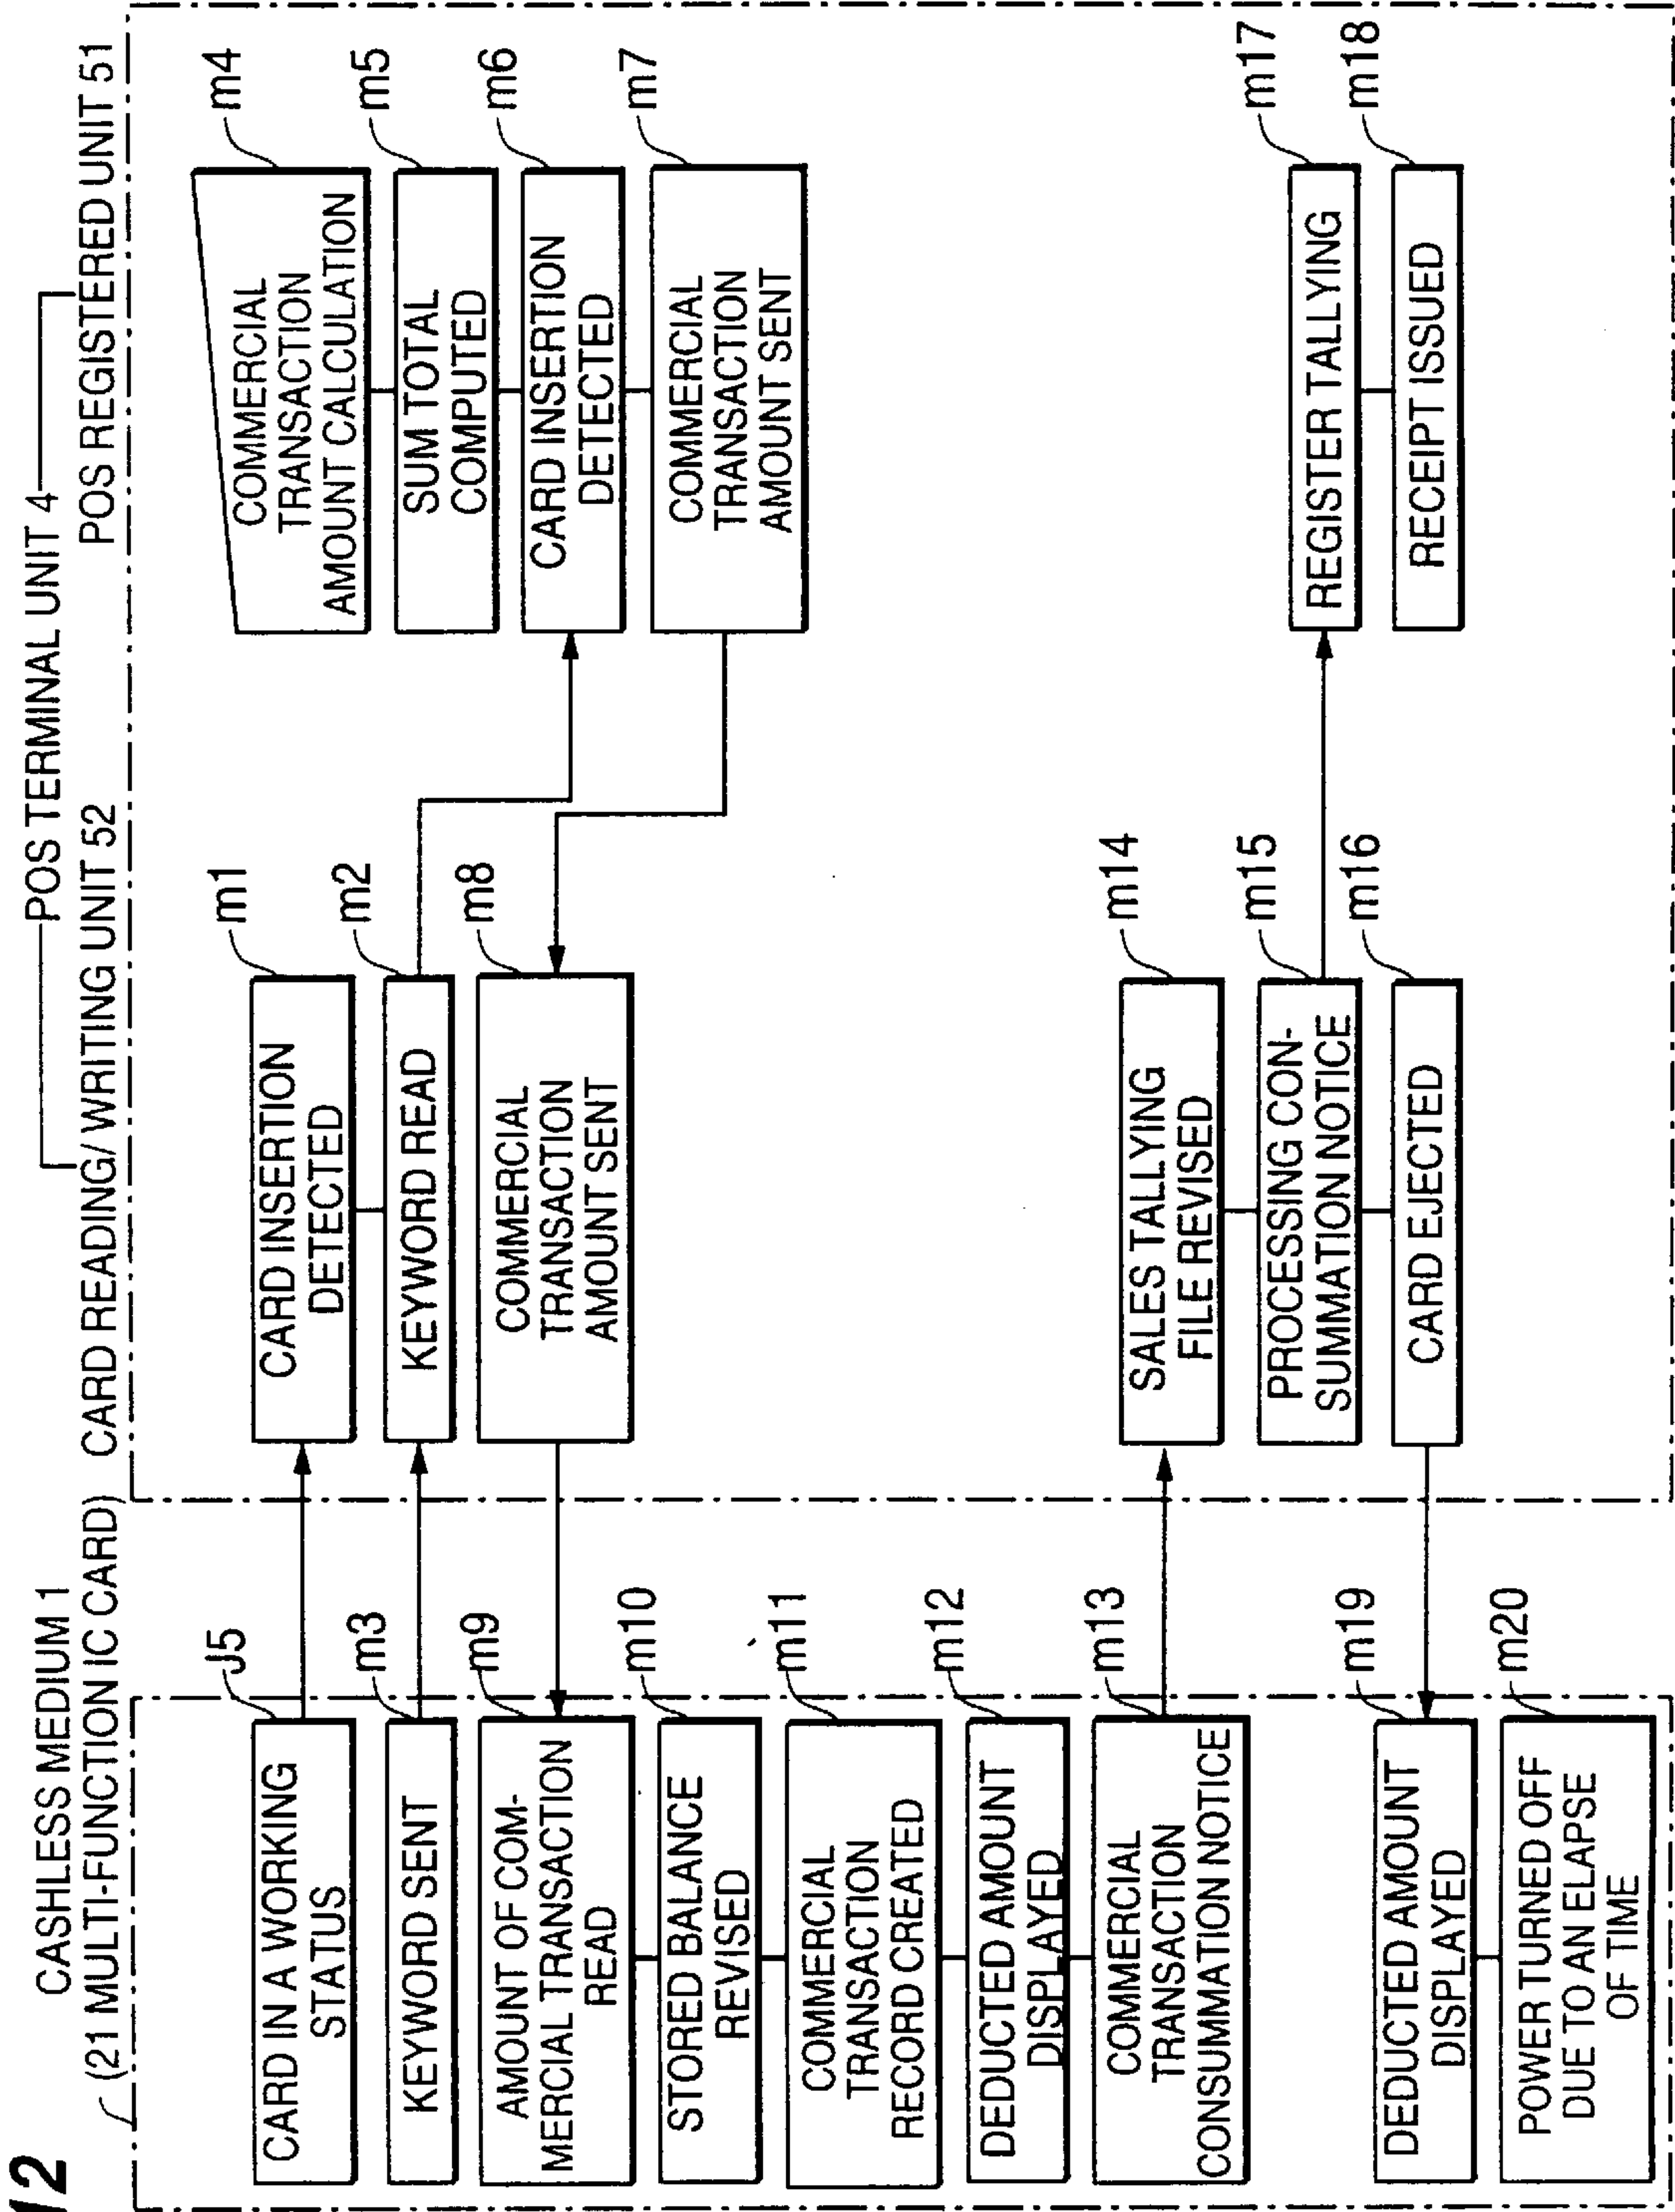 12
CASHLESS MEDIUM 1
(21 MULTI-FUNCTION IC CARD)
POS TERMINAL UNIT 4
CARD READING/WRITING UNIT 52
POS REGISTERED UNIT 51
J5
CARD IN A WORKING
STATUS
m3
KEYWORD SENT
m9
AMOUNT OF COM-
MERCIAL TRANSACTION
READ
m10
STORED BALANCE
REVISED
m11
COMMERCIAL
TRANSACTION
RECORD CREATED
m12
DEDUCTED AMOUNT
DISPLAYED
m13
COMMERCIAL
TRANSACTION
CONSUMMATION NOTICE
m19
DEDUCTED AMOUNT
DISPLAYED
m20
POWER TURNED OFF
DUE TO AN ELAPSE
OF TIME
m1
CARD INSERTION
DETECTED
m2
KEYWORD READ
m8
COMMERCIAL
TRANSACTION
AMOUNT SENT
m14
SALES TALLYING
FILE REVISED
m15
PROCESSING CON-
SUMMATION NOTICE
m16
CARD EJECTED
m4
COMMERCIAL
TRANSACTION
AMOUNT CALCULATION
m5
SUM TOTAL
COMPUTED
m6
CARD INSERTION
DETECTED
m7
COMMERCIAL
TRANSACTION
AMOUNT SENT
m17
REGISTER TALLYING
m18
RECEIPT ISSUED